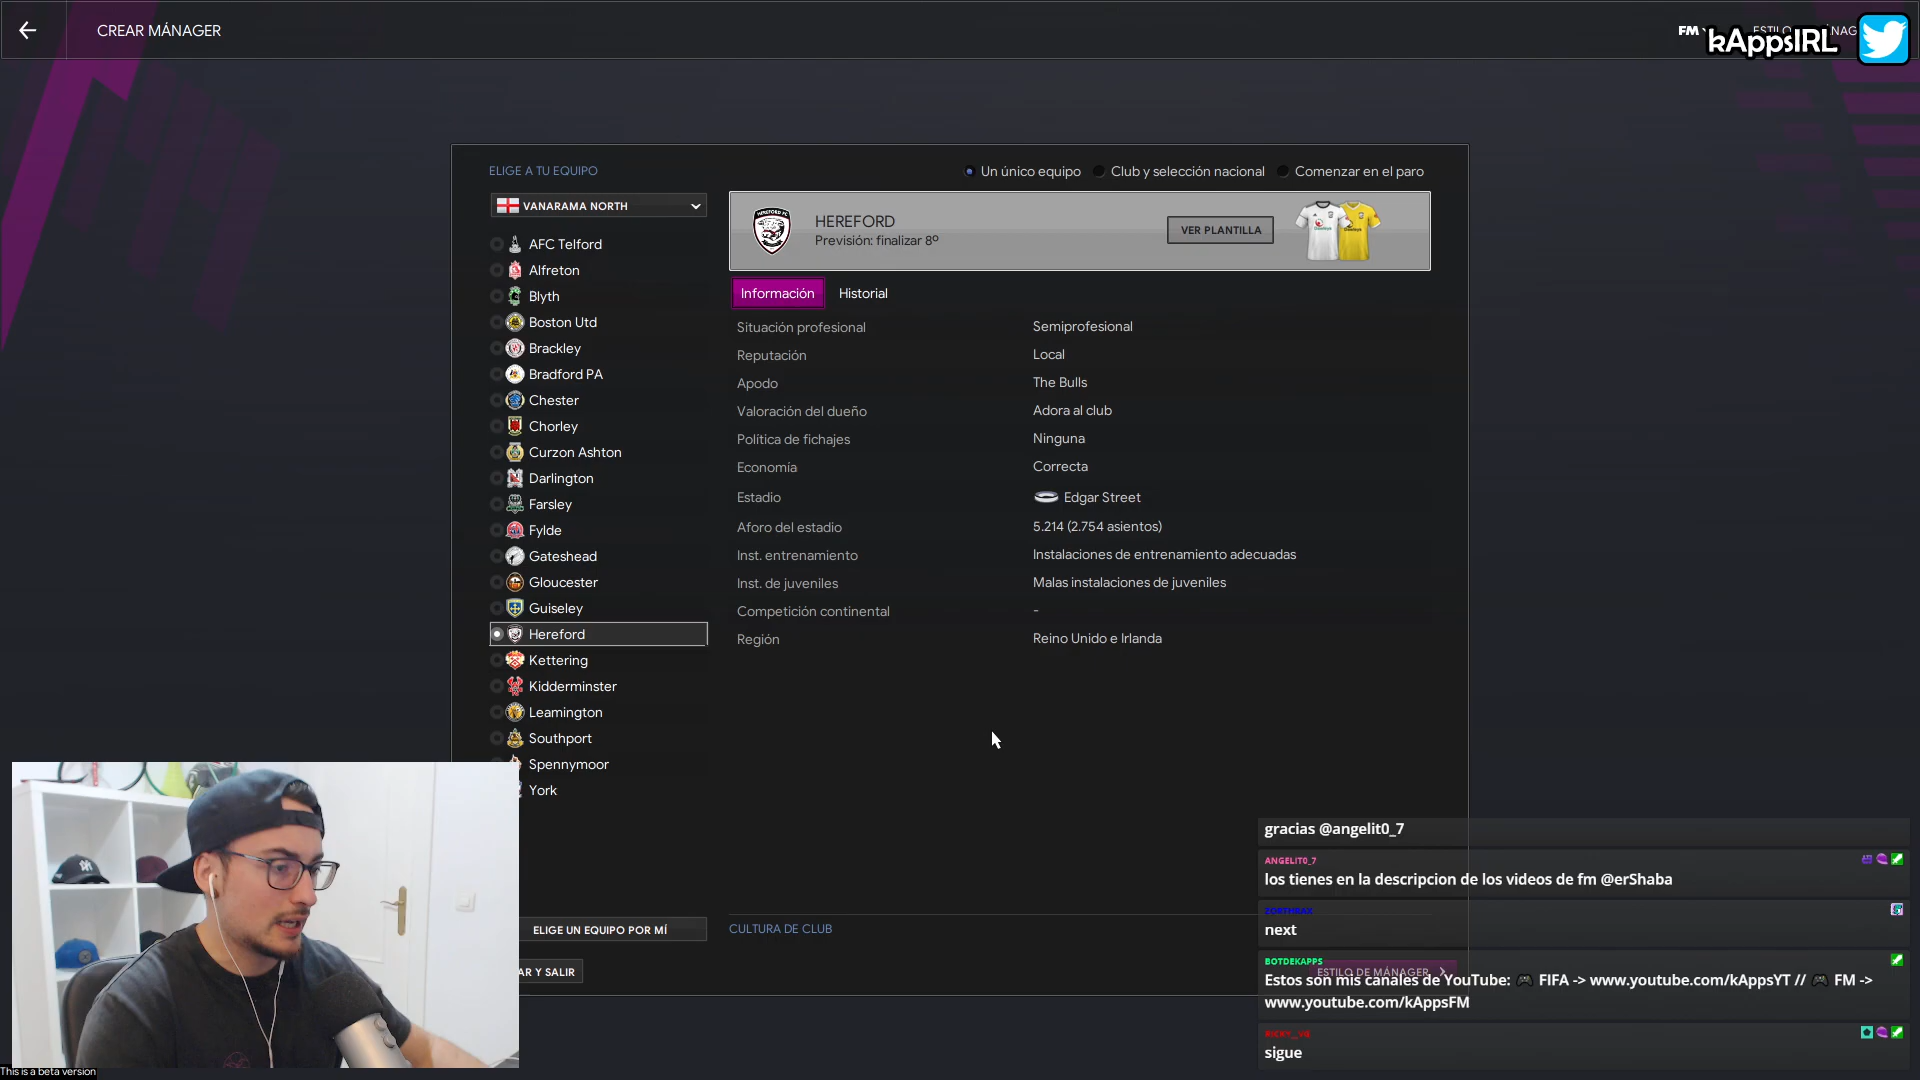 CREAR MÁNAGER
FM
kAppsIRL
ELIGE A TU EQUIPO
Un único equipo
Club y selección nacional
Comenzar en el paro
VANARAMA NORTH
HEREFORD
Previsión: finalizar 8º
VER PLANTILLA
AFC Telford
Alfreton
Blyth
Boston Utd
Brackley
Bradford PA
Chester
Chorley
Curzon Ashton
Darlington
Farsley
Fylde
Gateshead
Gloucester
Guiseley
Hereford
Kettering
Kidderminster
Leamington
Southport
Spennymoor
York
Información Historial
Situación profesional Semiprofesional
Reputación Local
Apodo The Bulls
Valoración del dueño Adora al club
Política de fichajes Ninguna
Economía Correcta
Estadio Edgar Street
Aforo del estadio 5.214 (2.754 asientos)
Inst. entrenamiento Instalaciones de entrenamiento adecuadas
Inst. de juveniles Malas instalaciones de juveniles
Competición continental -
Región Reino Unido e Irlanda
ELIGE UN EQUIPO POR MÍ
CULTURA DE CLUB
AR Y SALIR
ESTILO DE MÁNAGER
gracias @angelit0_7
ANGELIT0_7
los tienes en la descripcion de los videos de fm @erShaba
next
BOTDEKAPPS
Estos son mis canales de YouTube: 🎮 FIFA -> www.youtube.com/kAppsYT // 🎮 FM ->
www.youtube.com/kAppsFM
sigue
This is a beta version